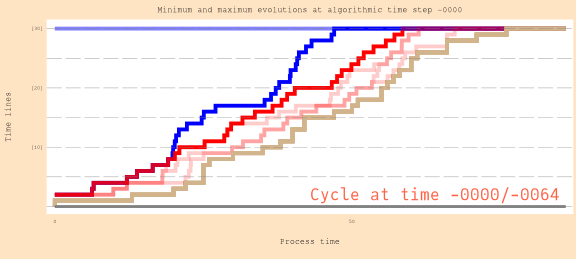 Minimum and maximum evolutions at algorithmic time step -0000
[30]
[20]
[10]
Time lines
Cycle at time -0000/-0064
0
50
Process time